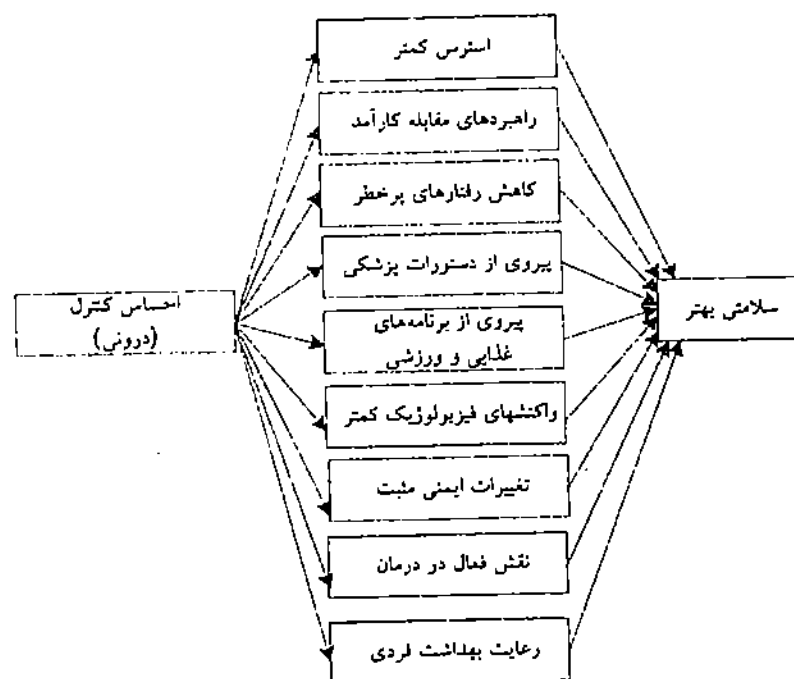 استرس کمتر
راهبردهای مقابله کارآمد
کاهش رفتارهای پرخطر
پیروی از دستورات پزشکی
احساس کنترل
(درونی)
پیروی از برنامه‌های
غذایی و ورزشی
سلامتی بهتر
واکنشهای فیزیولوژیک کمتر
تغییرات ایمنی مثبت
نقش فعال در درمان
رعایت بهداشت فردی